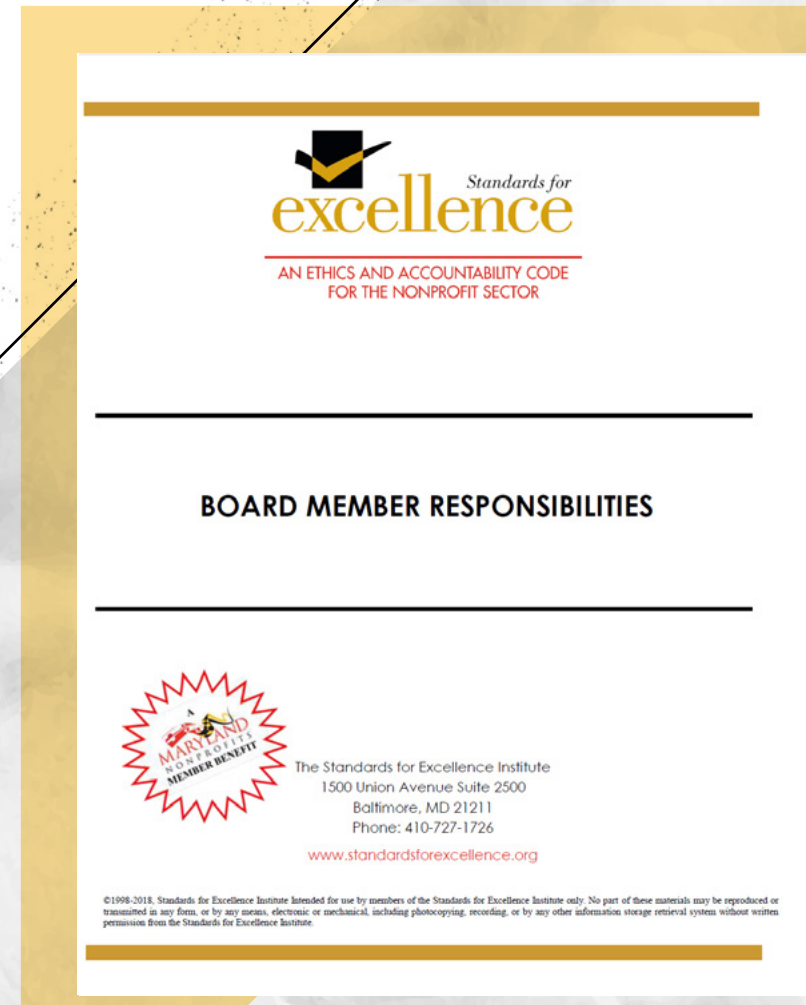 Standards for
excellence
AN ETHICS AND ACCOUNTABILITY CODE
FOR THE NONPROFIT SECTOR
BOARD MEMBER RESPONSIBILITIES
A
MARYLAND
NONPROFITS
MEMBER BENEFIT
The Standards for Excellence Institute
1500 Union Avenue Suite 2500
Baltimore, MD 21211
Phone: 410-727-1726
www.standardsforexcellence.org
©1998-2018, Standards for Excellence Institute Intended for use by members of the Standards for Excellence Institute only. No part of these materials may be reproduced or
transmitted in any form, or by any means, electronic or mechanical, including photocopying, recording, or by any other information storage retrieval system without written
permission from the Standards for Excellence Institute.